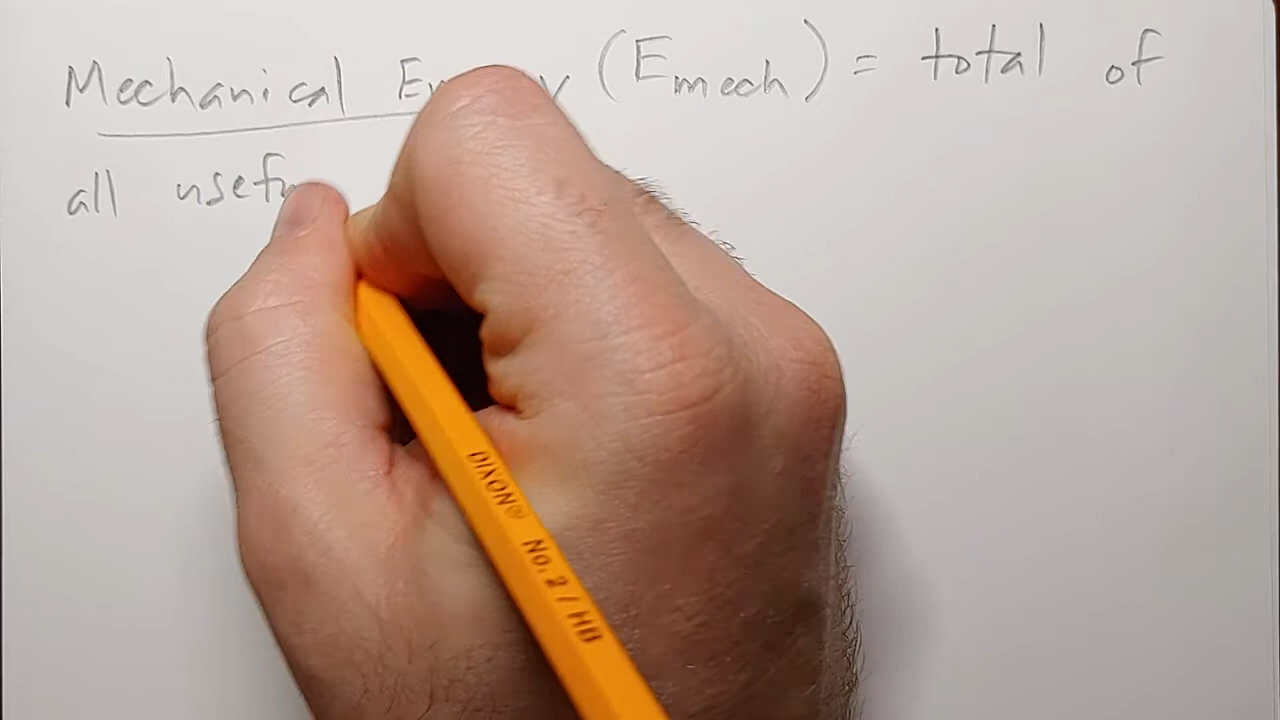 Mechanical (Emech) = total of
all
DIXON® No. 2 / HB